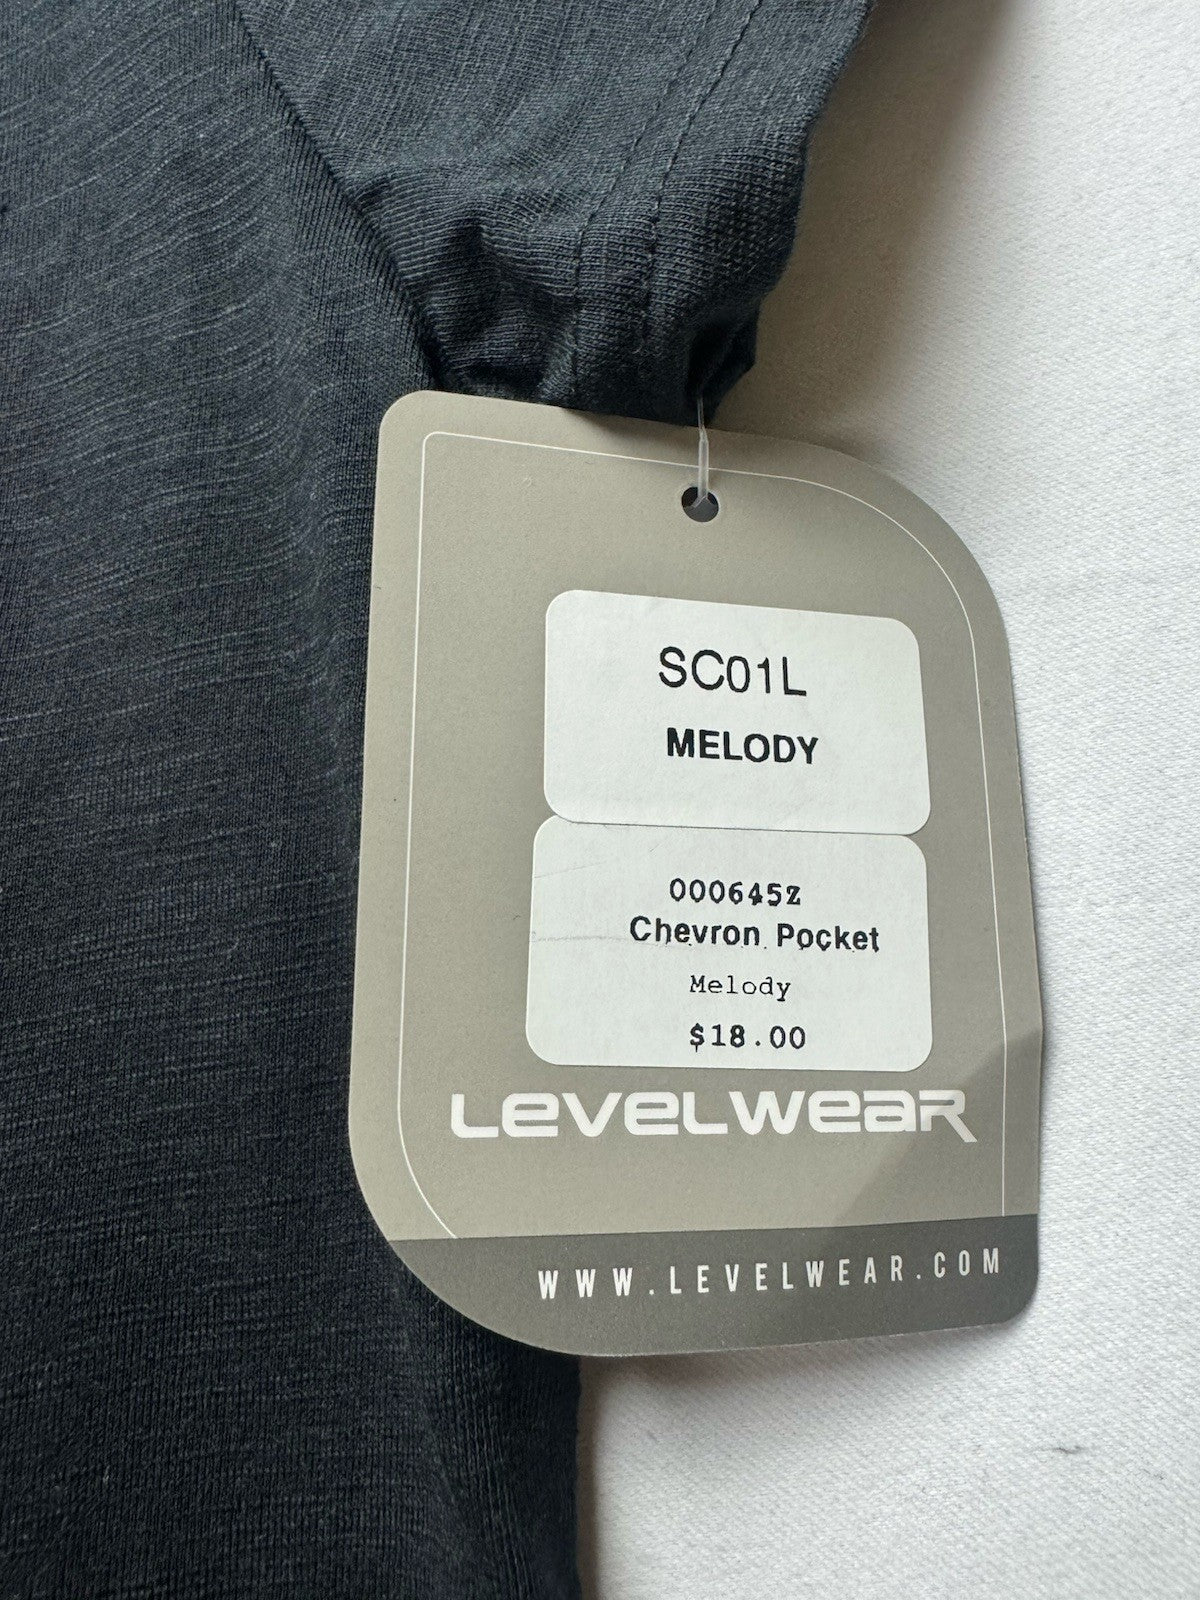 SC01L
MELODY
000645Z
Chevron Pocket
Melody
$18.00
LEVELWEAR
WWW.LEVELWEAR.COM